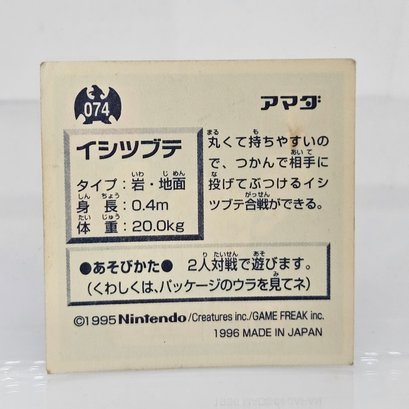 074
アマダ
イシツブテ
タイプ：岩・地面
身長：0.4m
体重：20.0kg
丸くて持ちやすいの
で、つかんで相手に
投げてぶつけるイシ
ツブテ合戦ができる。
●あそびかた● 2人対戦で遊びます。
(くわしくは、パッケージのウラを見てネ)
©1995 Nintendo/Creatures inc./GAME FREAK inc.
1996 MADE IN JAPAN